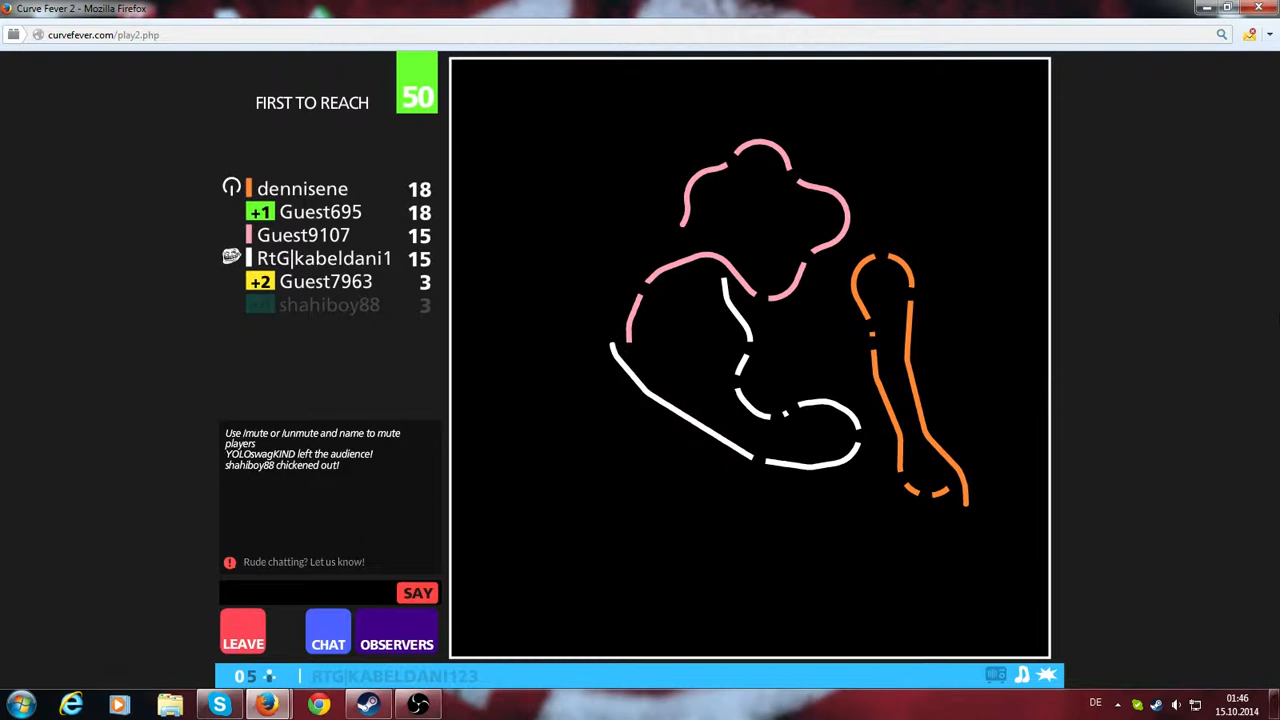 Curve Fever 2 - Mozilla Firefox
curvefever.com/play2.php
FIRST TO REACH 50
dennisene 18
+1 Guest695 18
Guest9107 15
RtG|kabeldani1 15
+2 Guest7963 3
shahiboy88 3
Use /mute or /unmute and name to mute
players
YOLOswagKIND left the audience!
shahiboy88 chickened out!
Rude chatting? Let us know!
SAY
LEAVE CHAT OBSERVERS
05 RTG|KABELDANI123
DE 01:46
15.10.2014